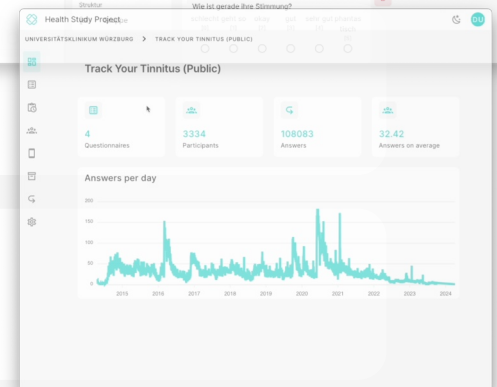 Struktur
Wie ist gerade ihre Stimmung?
Health Study Project
DU
UNIVERSITÄTSKLINIKUM WÜRZBURG > TRACK YOUR TINNITUS (PUBLIC)
Track Your Tinnitus (Public)
4
Questionnaires
3334
Participants
108083
Answers
32.42
Answers on average
Answers per day
200
150
100
50
0
2015 2016 2017 2018 2019 2020 2021 2022 2023 2024